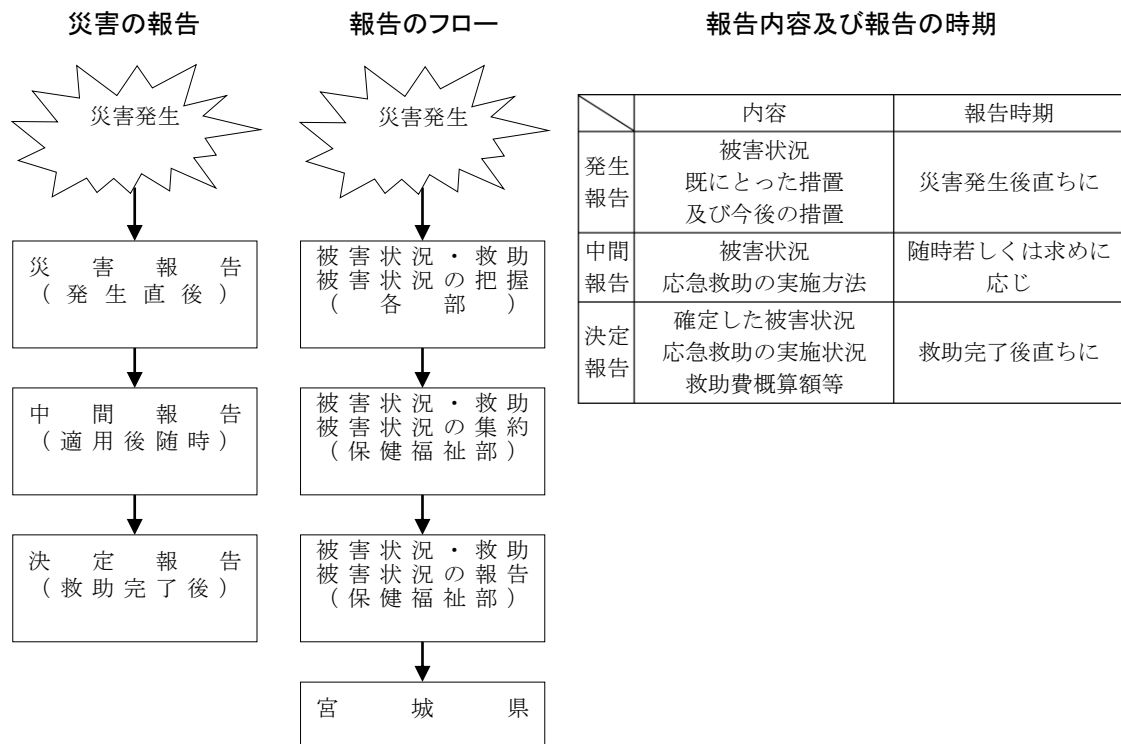 災害の報告
災害発生
災害報告
(発生直後)
中間報告
(適用後随時)
決定報告
(救助完了後)
報告のフロー
災害発生
被害状況・救助
被害状況の把握
(各部)
被害状況・救助
被害状況の集約
(保健福祉部)
被害状況・救助
被害状況の報告
(保健福祉部)
宮城県
報告内容及び報告の時期
内容 報告時期
発生
報告
被害状況
既にとった措置
及び今後の措置
災害発生後直ちに
中間
報告
被害状況
応急救助の実施方法
随時若しくは求めに
応じ
決定
報告
確定した被害状況
応急救助の実施状況
救助費概算額等
救助完了後直ちに